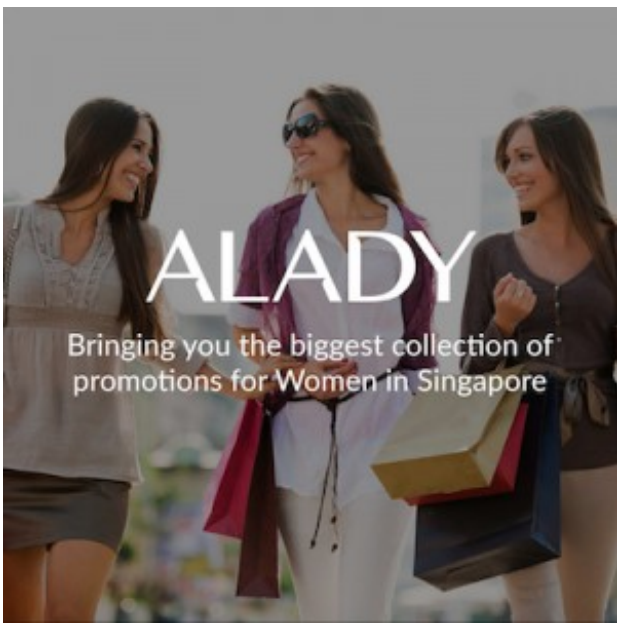 ALADY
Bringing you the biggest collection of
promotions for Women in Singapore